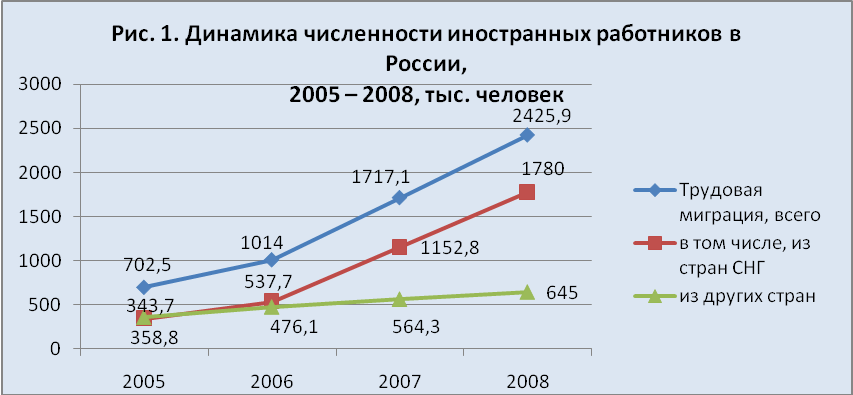 Рис. 1. Динамика численности иностранных работников в
России,
2005 – 2008, тыс. человек
3000
2500
2000
1500
1000
500
0
2425,9
1780
1717,1
1152,8
1014
702,5
537,7
343,7
358,8
476,1
564,3
645
2005
2006
2007
2008
Трудовая
миграция, всего
в том числе, из
стран СНГ
из других стран